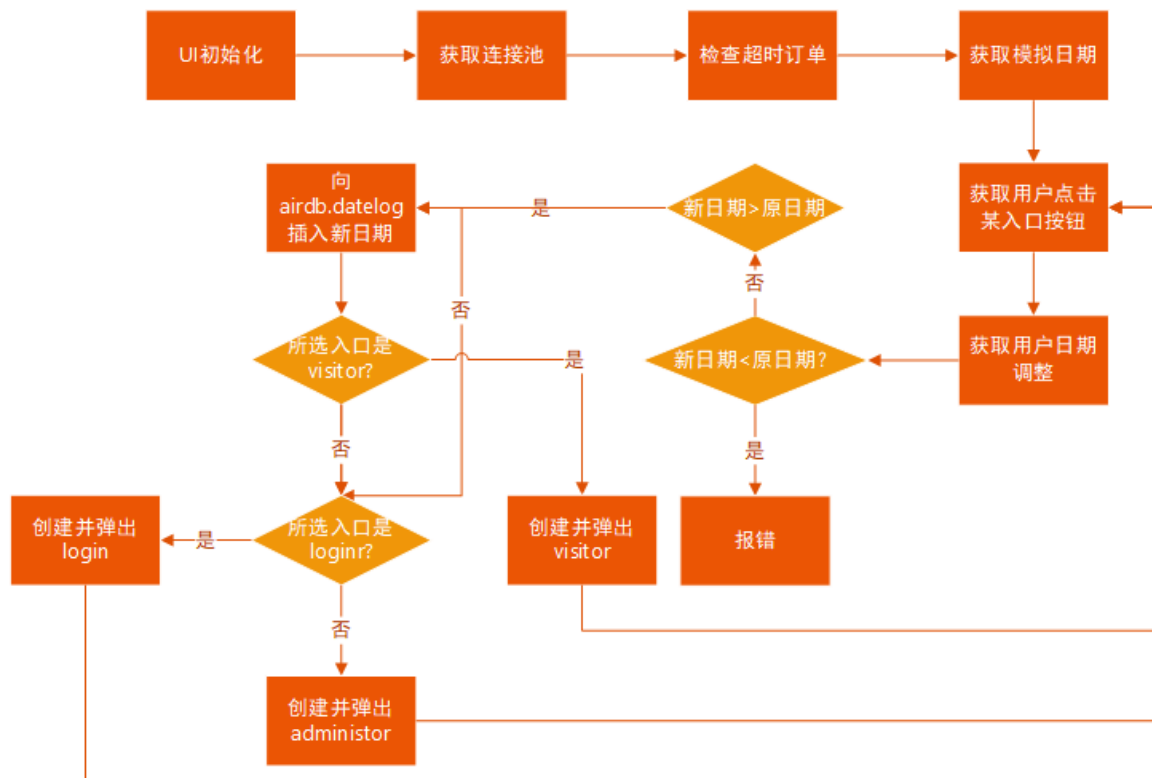 UI初始化
获取连接池
检查超时订单
获取模拟日期
向
airdb.datelog
插入新日期
是
新日期>原日期
获取用户点击
某入口按钮
否
否
所选入口是
visitor?
是
新日期<原日期?
获取用户日期
调整
否
是
创建并弹出
login
是
所选入口是
loginr?
创建并弹出
visitor
报错
否
创建并弹出
administor